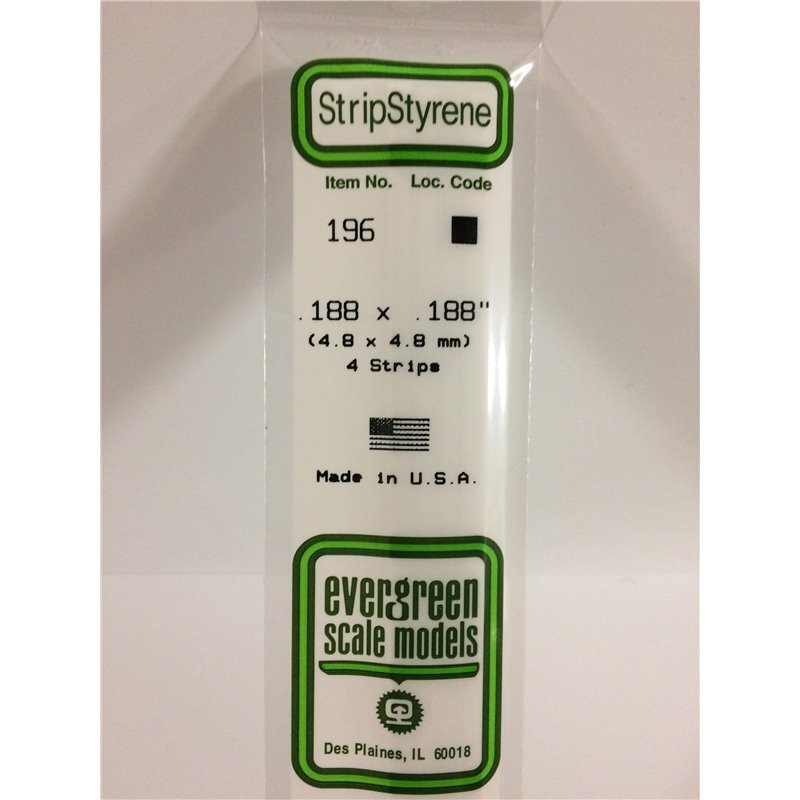 StripStyrene
Item No. Loc. Code
196
.188 x .188"
(4.8 x 4.8 mm)
4 Strips
Made in U.S.A.
evergreen
scale models
Des Plaines, IL 60018